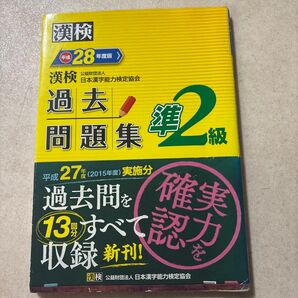 漢検
平成28年度版
漢検 公益財団法人 日本漢字能力検定協会
過去
問題集
準2級
平成27年度(2015年度)実施分
過去問を
13回分すべて
収録 新刊!
実力を
確認
漢検 公益財団法人 日本漢字能力検定協会